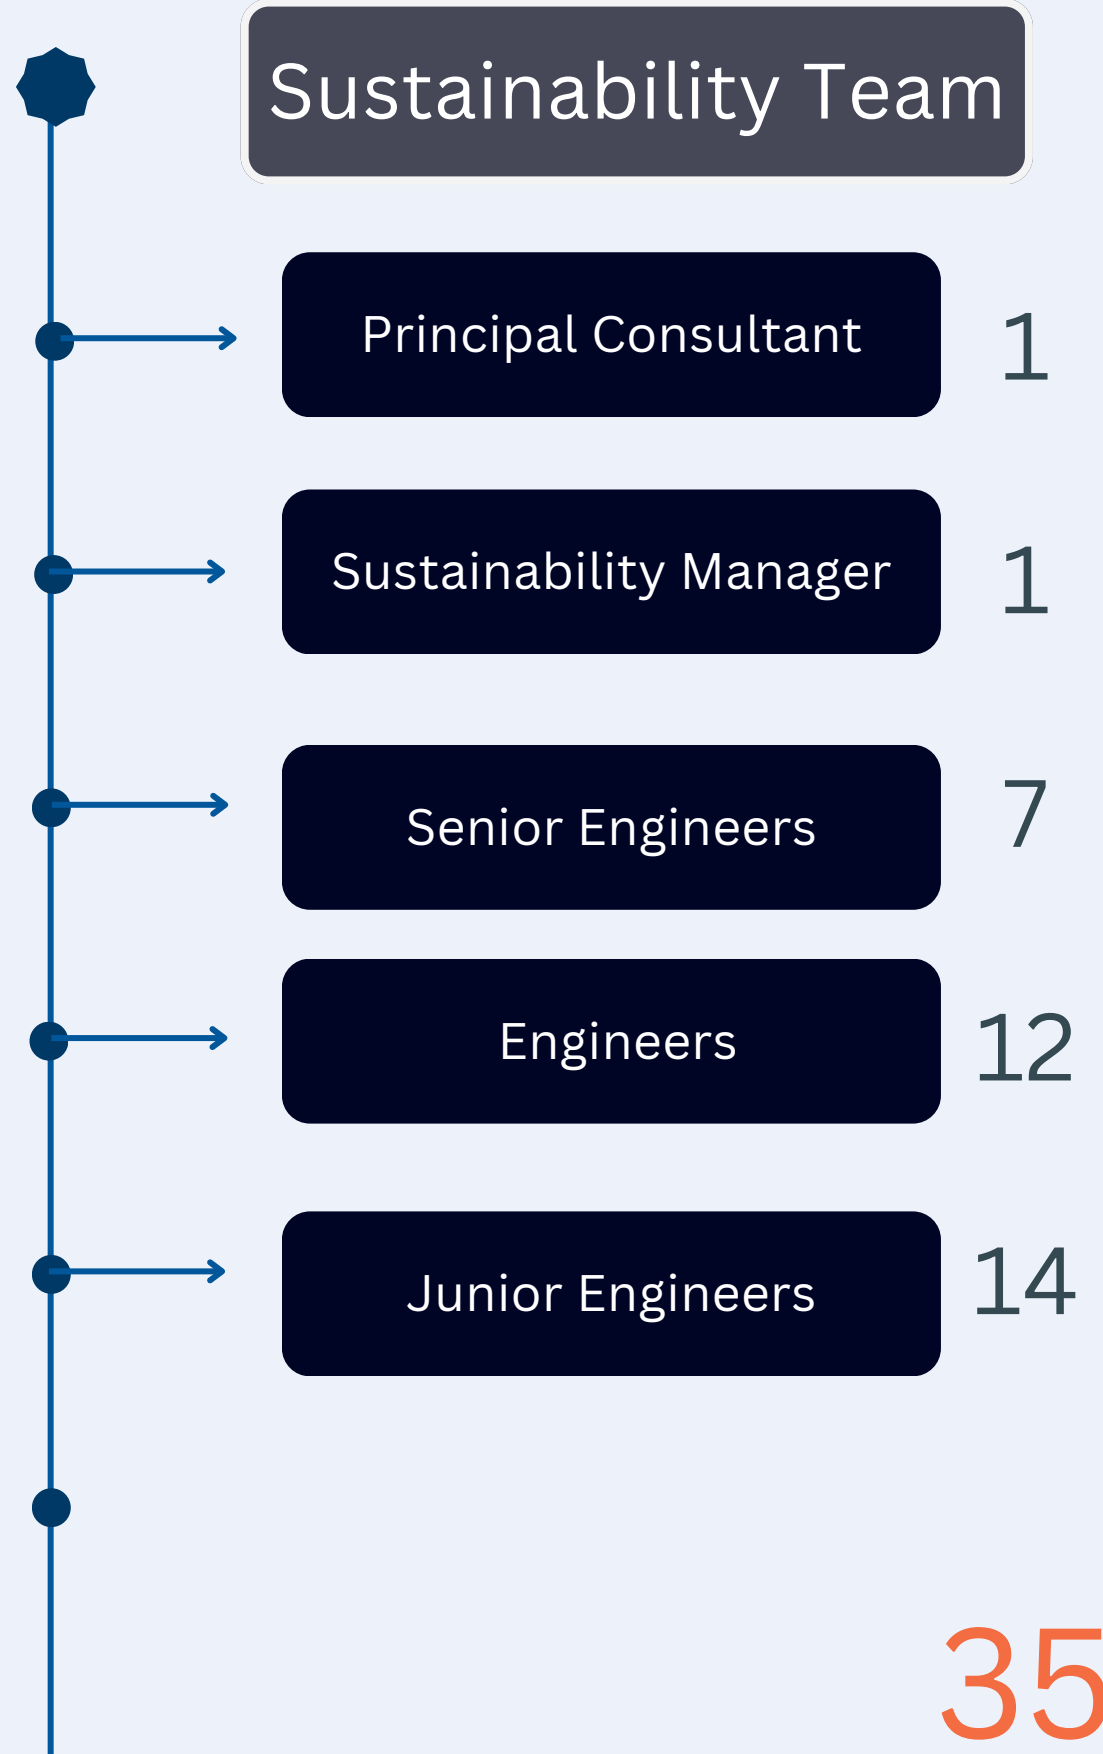 Sustainability Team
Principal Consultant 1
Sustainability Manager 1
Senior Engineers 7
Engineers 12
Junior Engineers 14
35